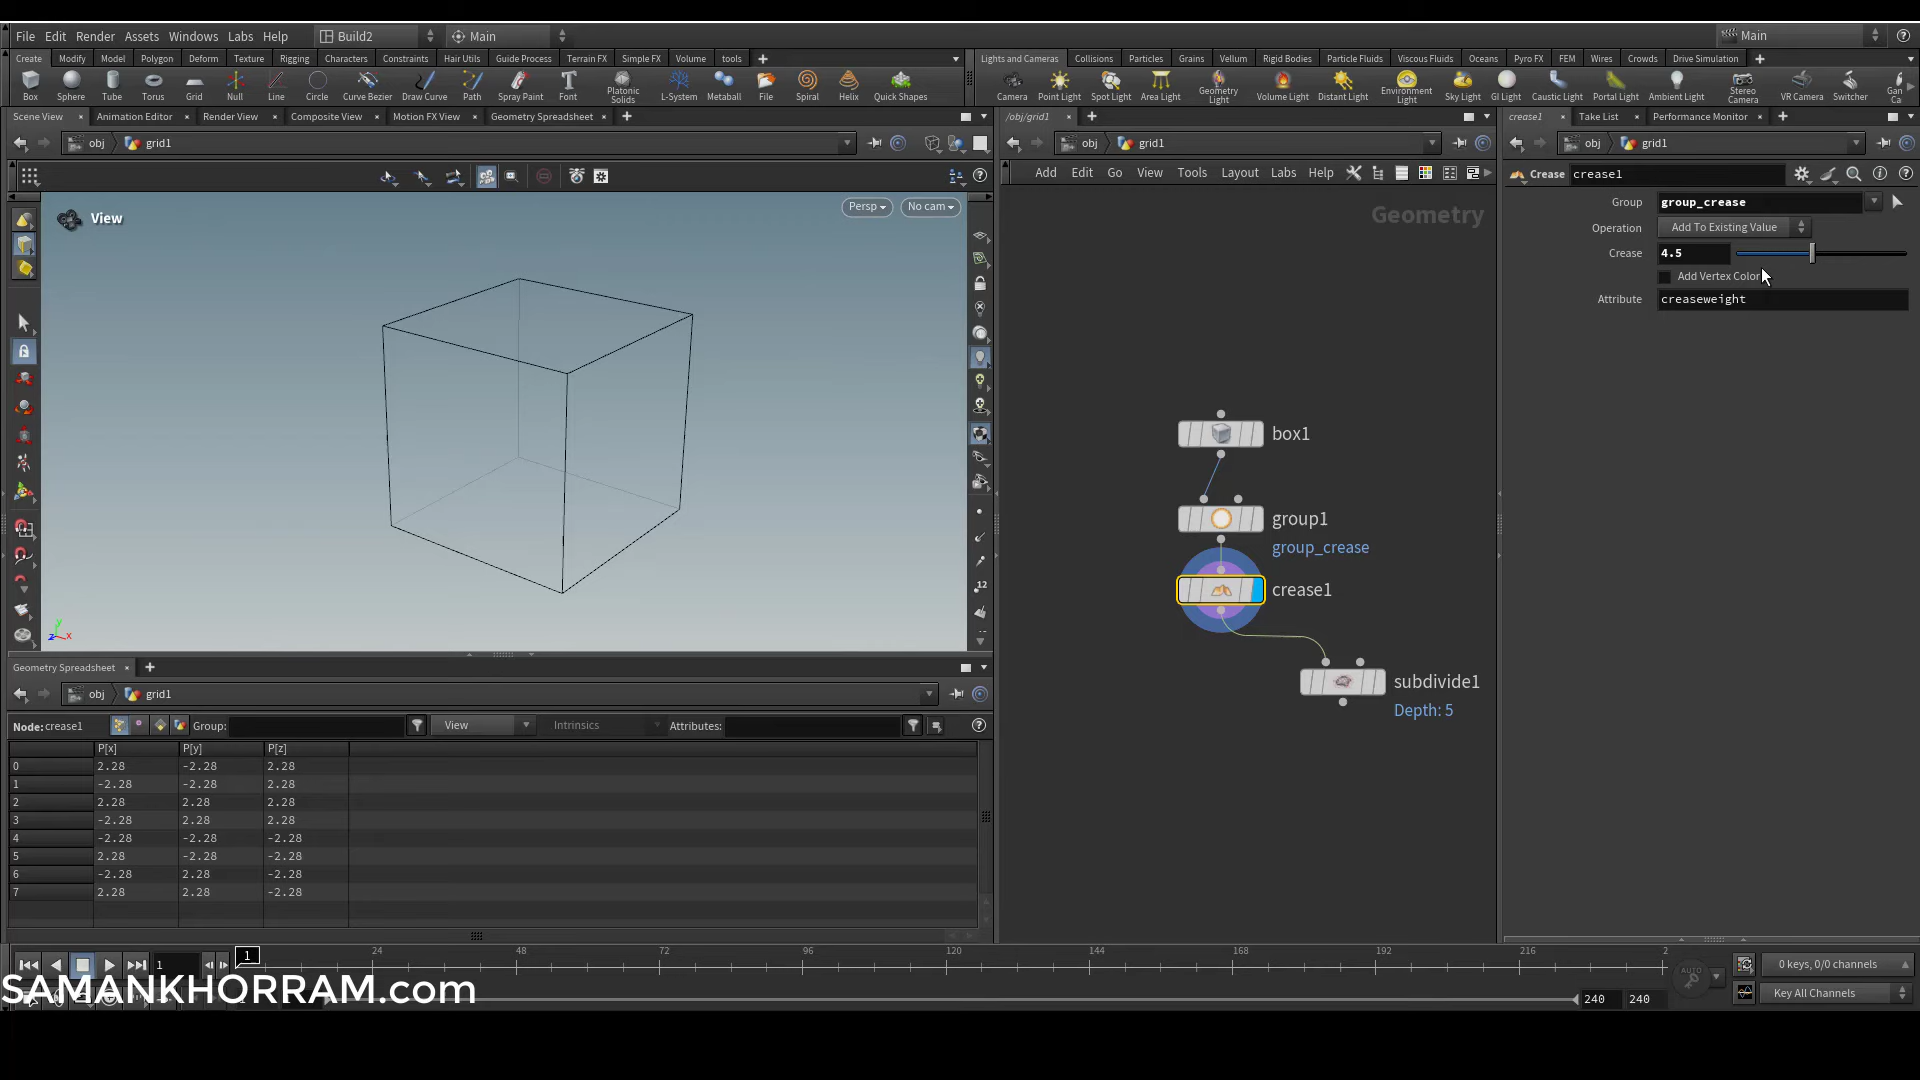 File Edit Render Assets Windows Labs Help Build2 Main Main
Create Modify Model Polygon Deform Texture Rigging Characters Constraints Hair Utils Guide Process Terrain FX Simple FX Volume tools
Lights and Cameras Collisions Particles Grains Vellum Rigid Bodies Particle Fluids Viscous Fluids Oceans Pyro FX FEM Wires Crowds Drive Simulation
Box Sphere Tube Torus Grid Null Line Circle Curve Bezier Draw Curve Path Spray Paint Font Platonic Solids L-System Metaball File Spiral Helix Quick Shapes
Camera Point Light Spot Light Area Light Geometry Light Volume Light Distant Light Environment Light Sky Light GI Light Caustic Light Portal Light Ambient Light Stereo Camera VR Camera Switcher Gan Ca
Scene View Animation Editor Render View Composite View Motion FX View Geometry Spreadsheet
/obj/grid1
crease1 Take List Performance Monitor
obj grid1
obj grid1
obj grid1
View
Persp No cam
12
Add Edit Go View Tools Layout Labs Help
Geometry
box1
group1
group_crease
crease1
subdivide1
Depth: 5
Crease crease1
Group group_crease
Operation Add To Existing Value
Crease 4.5
Add Vertex Color
Attribute creaseweight
y
z x
Geometry Spreadsheet
obj grid1
Node: crease1 Group: View Intrinsics Attributes:
P[x] P[y] P[z]
0 2.28 -2.28 2.28
1 -2.28 -2.28 2.28
2 2.28 2.28 2.28
3 -2.28 2.28 2.28
4 -2.28 -2.28 -2.28
5 2.28 -2.28 -2.28
6 -2.28 2.28 -2.28
7 2.28 2.28 -2.28
1 1 24 48 72 96 120 144 168 192 216 2
AUTO
0 keys, 0/0 channels
240 240 Key All Channels
SAMANKHORRAM.com